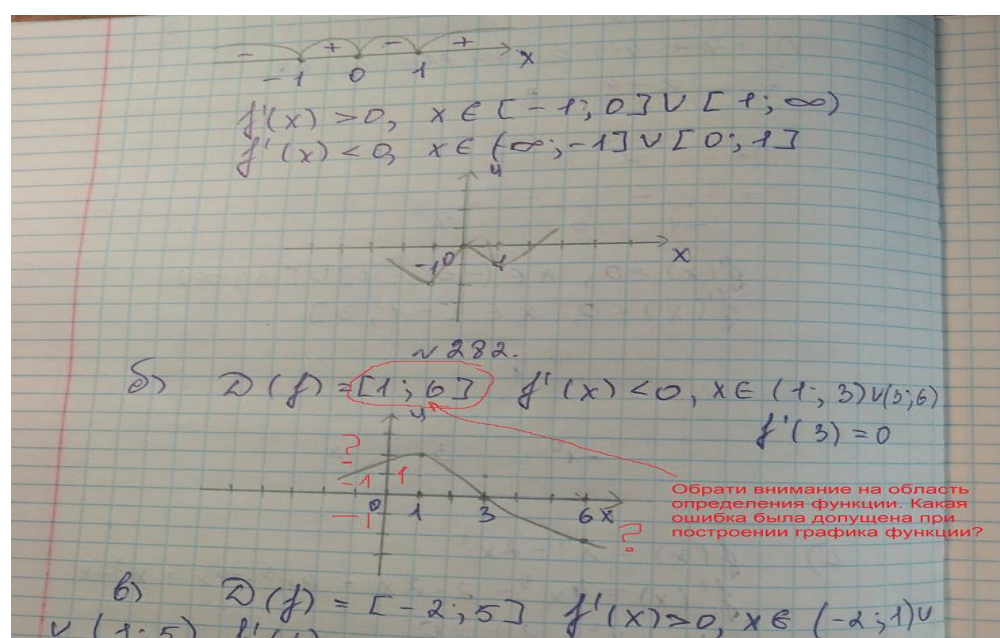 - + - + x
-1 0 1
f'(x) > 0, x ∈ [-1; 0] ∪ [1; ∞)
f'(x) < 0, x ∈ (-∞; -1] ∪ [0; 1]
y
-1 0 1 x
№ 282.
б) D(f) = [1; 6] f'(x) < 0, x ∈ (1; 3) ∪ (3; 6)
f'(3) = 0
y
?
-1 1
0 1 3 6 x
-1
?
Обрати внимание на область
определения функции. Какая
ошибка была допущена при
построении графика функции?
в) D(f) = [-2; 5] f'(x) > 0, x ∈ (-2; 1) ∪
∪ (1; 5)